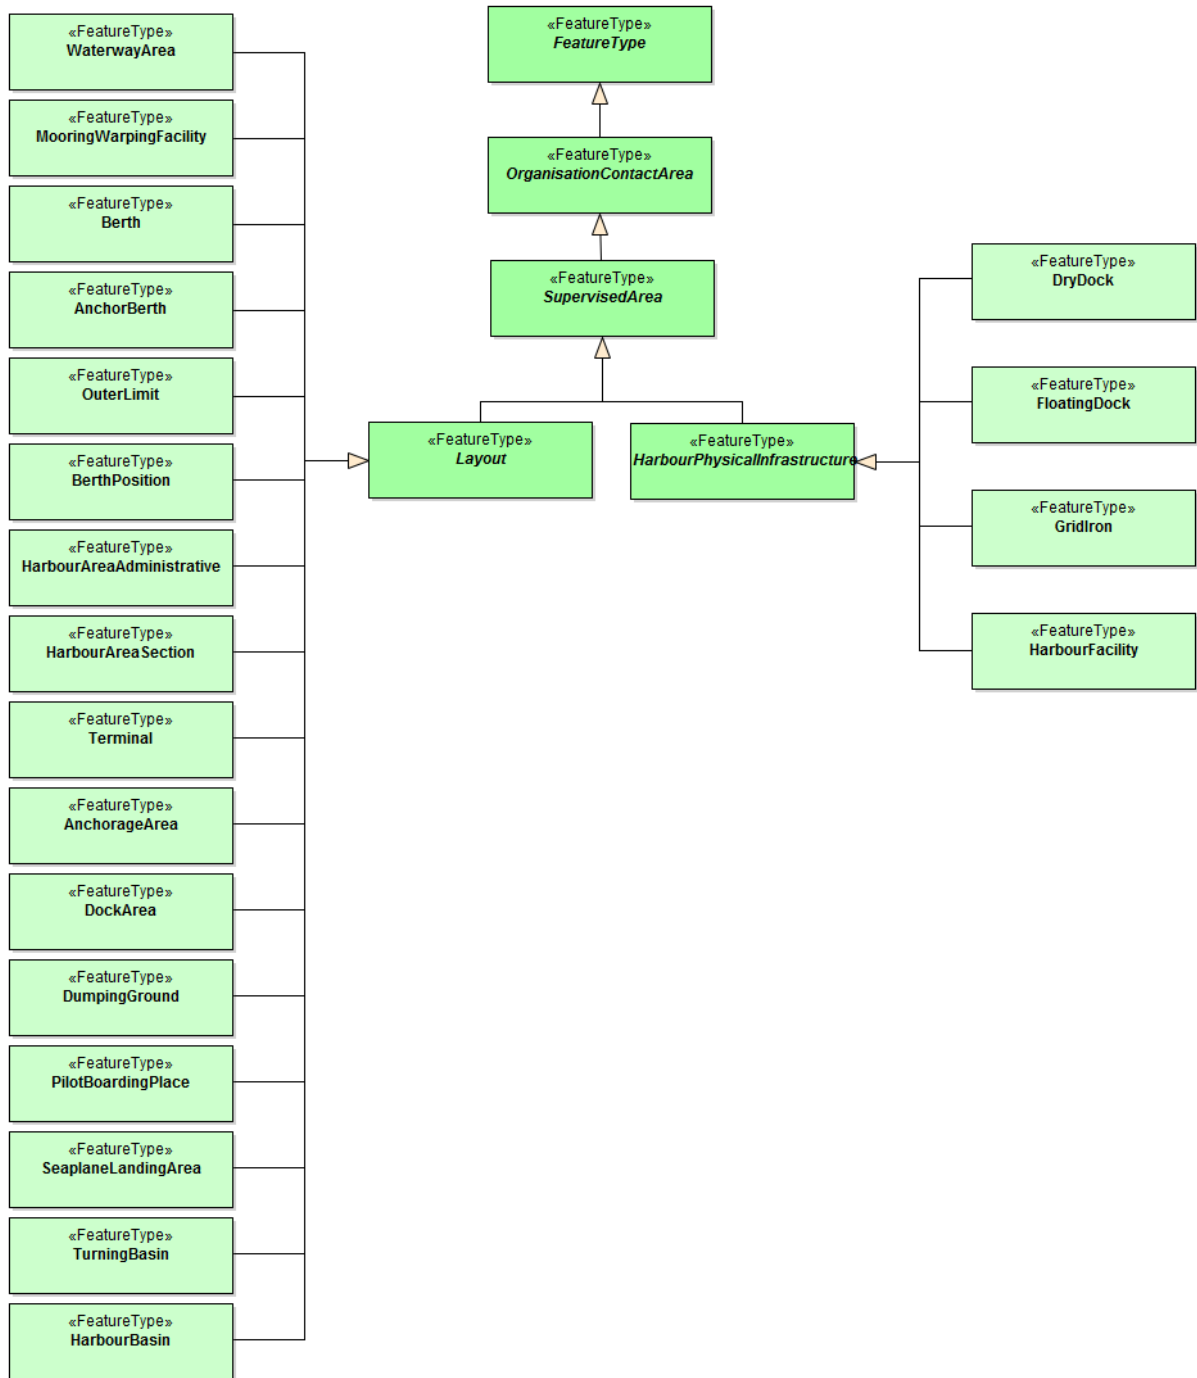 «FeatureType»
WaterwayArea
«FeatureType»
MooringWarpingFacility
«FeatureType»
Berth
«FeatureType»
AnchorBerth
«FeatureType»
OuterLimit
«FeatureType»
BerthPosition
«FeatureType»
HarbourAreaAdministrative
«FeatureType»
HarbourAreaSection
«FeatureType»
Terminal
«FeatureType»
AnchorageArea
«FeatureType»
DockArea
«FeatureType»
DumpingGround
«FeatureType»
PilotBoardingPlace
«FeatureType»
SeaplaneLandingArea
«FeatureType»
TurningBasin
«FeatureType»
HarbourBasin
«FeatureType»
FeatureType
«FeatureType»
OrganisationContactArea
«FeatureType»
SupervisedArea
«FeatureType»
Layout
«FeatureType»
HarbourPhysicalInfrastructure
«FeatureType»
DryDock
«FeatureType»
FloatingDock
«FeatureType»
GridIron
«FeatureType»
HarbourFacility